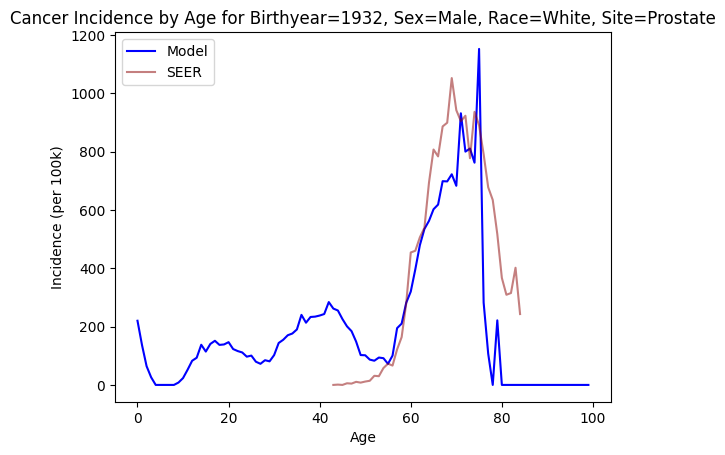 Cancer Incidence by Age for Birthyear=1932, Sex=Male, Race=White, Site=Prostate
Model
SEER
Incidence (per 100k)
1200
1000
800
600
400
200
0
0 20 40 60 80 100
Age